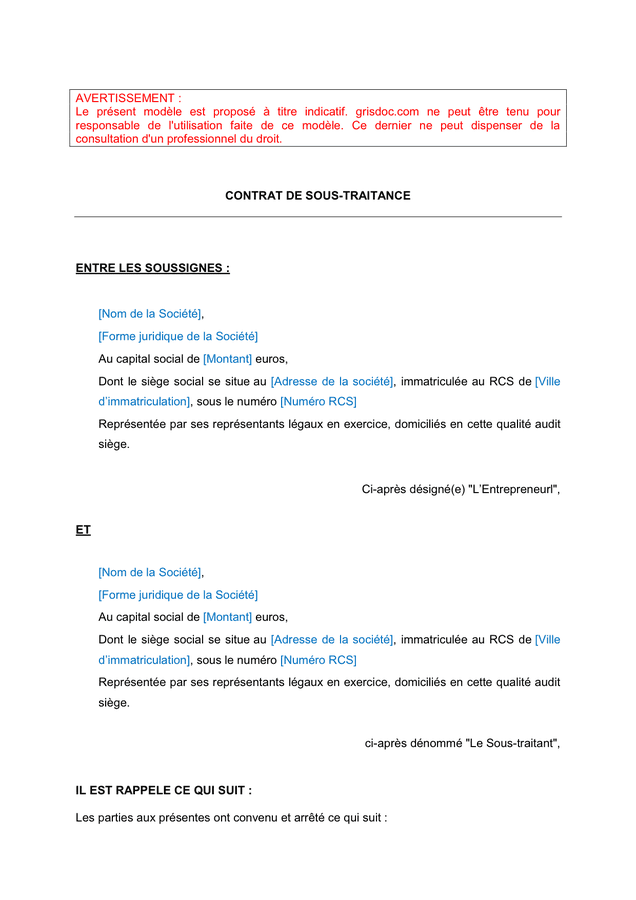 AVERTISSEMENT :
Le présent modèle est proposé à titre indicatif. grisdoc.com ne peut être tenu pour
responsable de l'utilisation faite de ce modèle. Ce dernier ne peut dispenser de la
consultation d'un professionnel du droit.
CONTRAT DE SOUS-TRAITANCE
ENTRE LES SOUSSIGNES :
[Nom de la Société],
[Forme juridique de la Société]
Au capital social de [Montant] euros,
Dont le siège social se situe au [Adresse de la société], immatriculée au RCS de [Ville
d’immatriculation], sous le numéro [Numéro RCS]
Représentée par ses représentants légaux en exercice, domiciliés en cette qualité audit
siège.
Ci-après désigné(e) "L’Entrepreneurl",
ET
[Nom de la Société],
[Forme juridique de la Société]
Au capital social de [Montant] euros,
Dont le siège social se situe au [Adresse de la société], immatriculée au RCS de [Ville
d’immatriculation], sous le numéro [Numéro RCS]
Représentée par ses représentants légaux en exercice, domiciliés en cette qualité audit
siège.
ci-après dénommé "Le Sous-traitant",
IL EST RAPPELE CE QUI SUIT :
Les parties aux présentes ont convenu et arrêté ce qui suit :